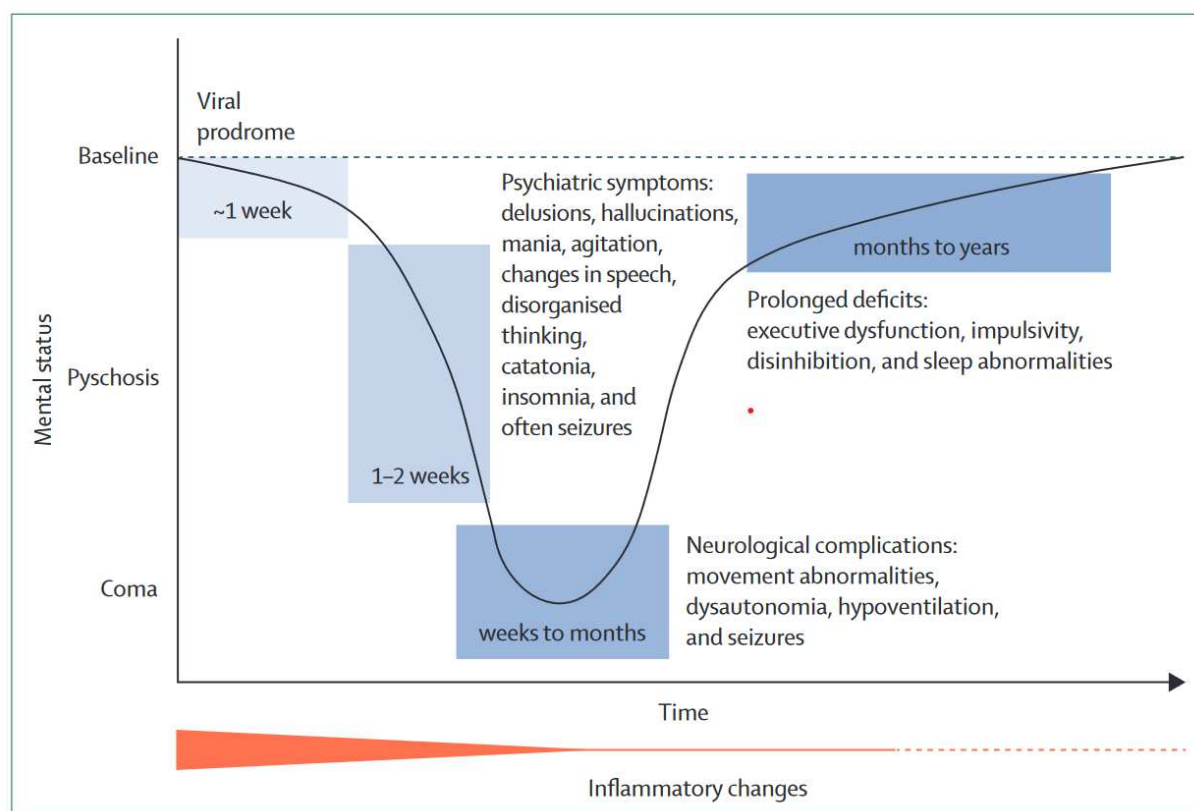 Viral
prodrome
Baseline
~1 week
Psychiatric symptoms:
delusions, hallucinations,
mania, agitation,
changes in speech,
disorganised
thinking,
catatonia,
insomnia, and
often seizures
months to years
Prolonged deficits:
executive dysfunction, impulsivity,
disinhibition, and sleep abnormalities
Mental status
Pyschosis
1–2 weeks
Coma
weeks to months
Neurological complications:
movement abnormalities,
dysautonomia, hypoventilation,
and seizures
Time
Inflammatory changes